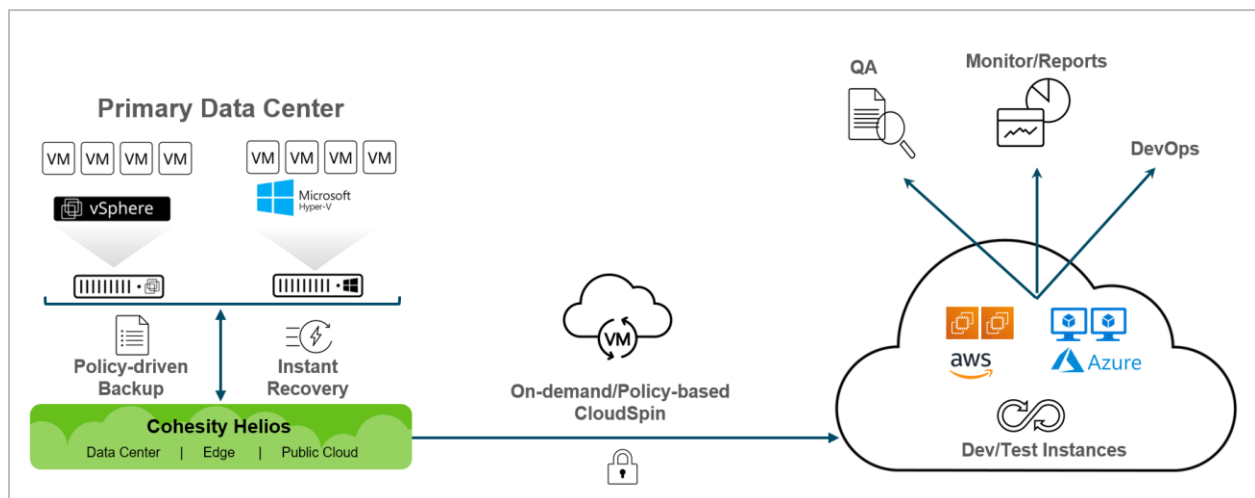 Primary Data Center
VM VM VM VM
VM VM VM VM
vSphere
Microsoft
Hyper-V
Policy-driven
Backup
Instant
Recovery
Cohesity Helios
Data Center | Edge | Public Cloud
VM
On-demand/Policy-based
CloudSpin
QA
Monitor/Reports
DevOps
aws
Azure
Dev/Test Instances